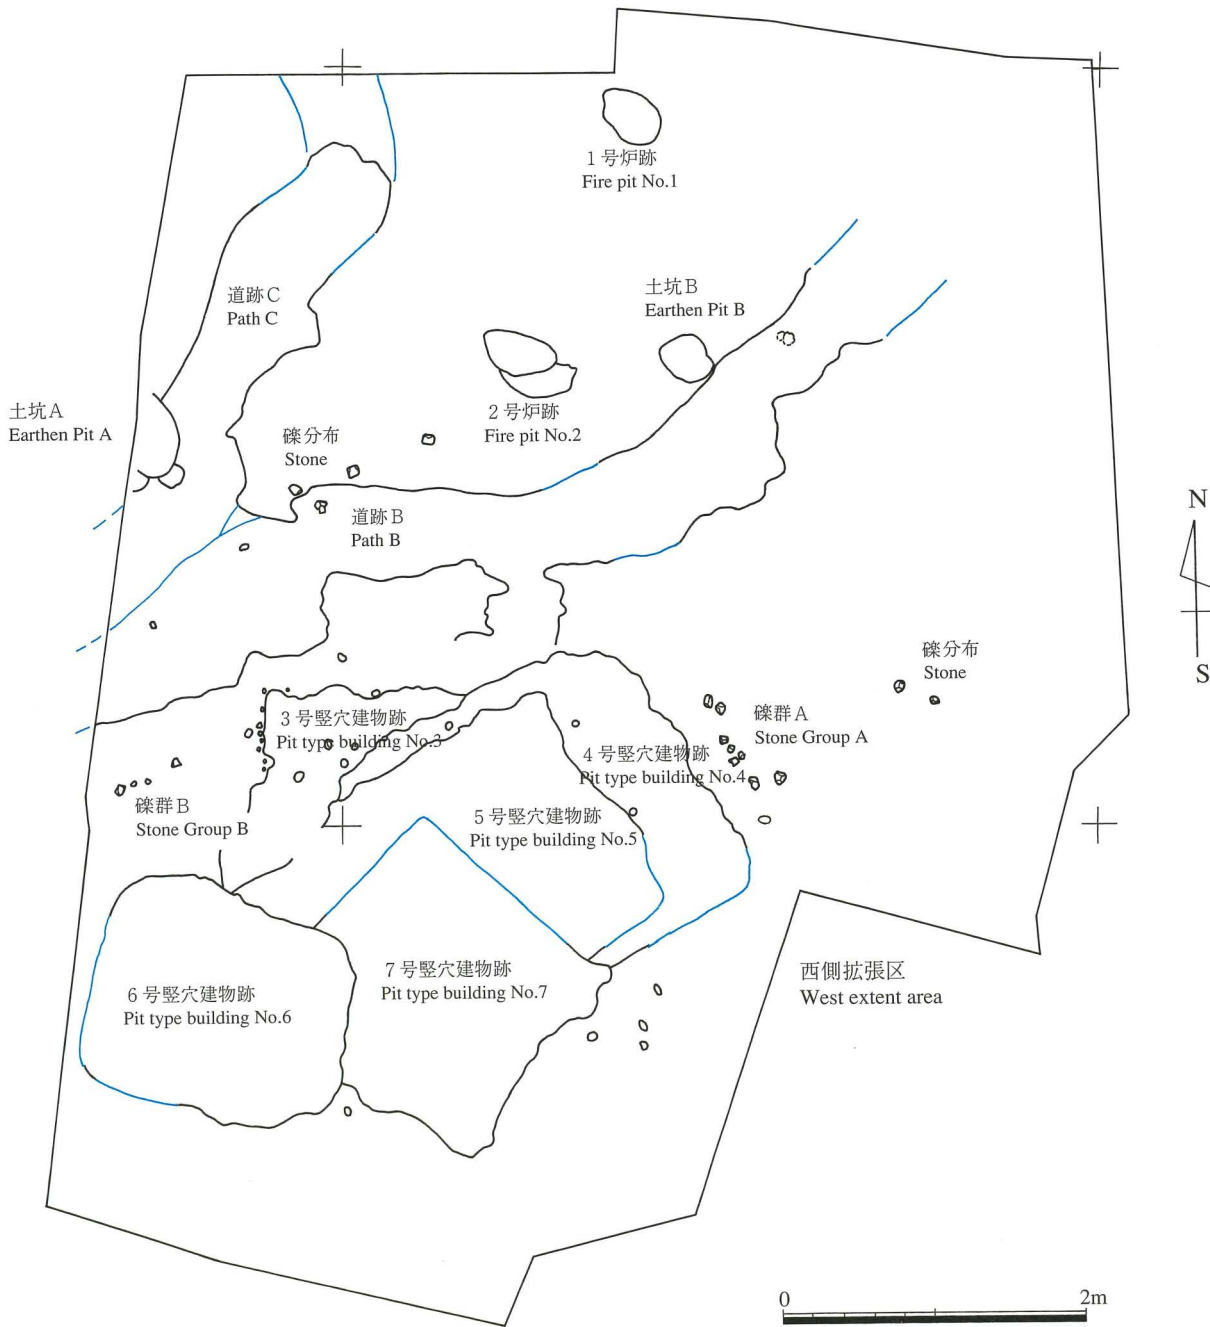 1号炉跡
Fire pit No.1
道跡C
Path C
土坑B
Earthen Pit B
土坑A
Earthen Pit A
2号炉跡
Fire pit No.2
礫分布
Stone
道跡B
Path B
N
S
礫分布
Stone
3号竪穴建物跡
Pit type building No.3
礫群A
Stone Group A
4号竪穴建物跡
Pit type building No.4
礫群B
Stone Group B
5号竪穴建物跡
Pit type building No.5
6号竪穴建物跡
Pit type building No.6
7号竪穴建物跡
Pit type building No.7
西側拡張区
West extent area
0 2m